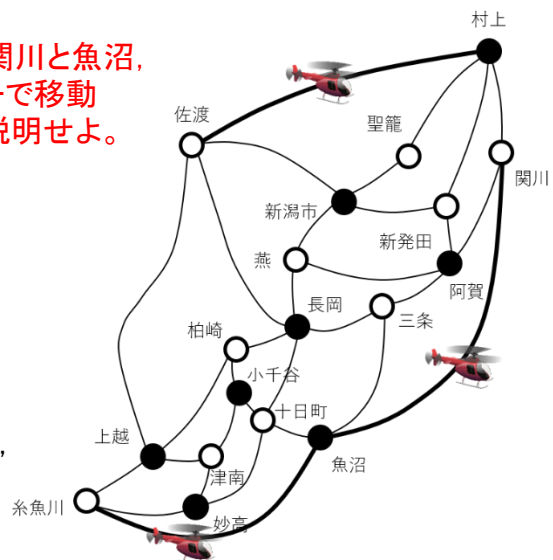 村上
関川と魚沼,
ーで移動
説明せよ。
佐渡
聖籠
関川
新潟市
新発田
燕
阿賀
長岡
三条
柏崎
小千谷
十日町
上越
,
魚沼
津南
糸魚川
妙高